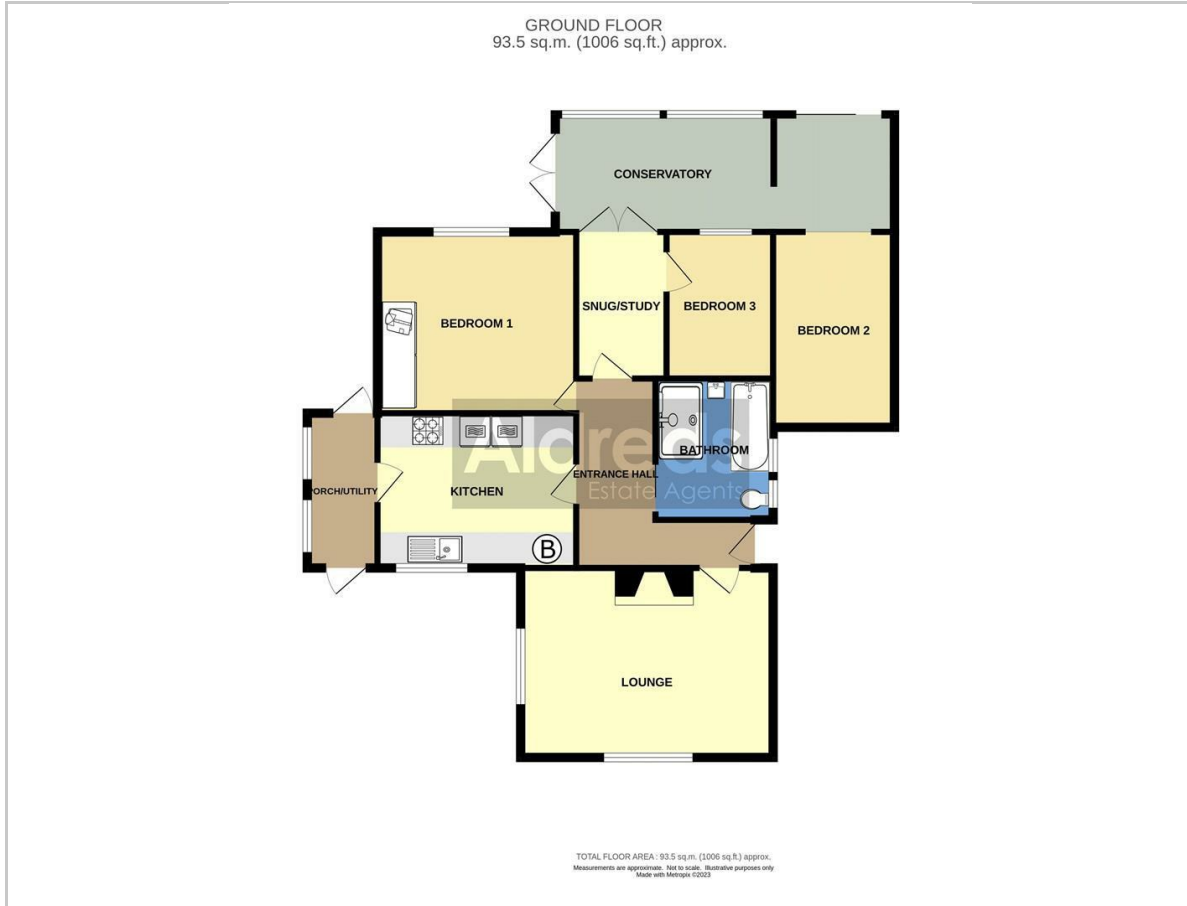 GROUND FLOOR
93.5 sq.m. (1006 sq.ft.) approx.
CONSERVATORY
SNUG/STUDY
BEDROOM 3
BEDROOM 1
BEDROOM 2
Aldreds
Estate Agents
BATHROOM
ENTRANCE HALL
PORCH/UTILITY
KITCHEN
B
LOUNGE
TOTAL FLOOR AREA : 93.5 sq.m. (1006 sq.ft.) approx.
Measurements are approximate. Not to scale. Illustrative purposes only
Made with Metropix ©2023